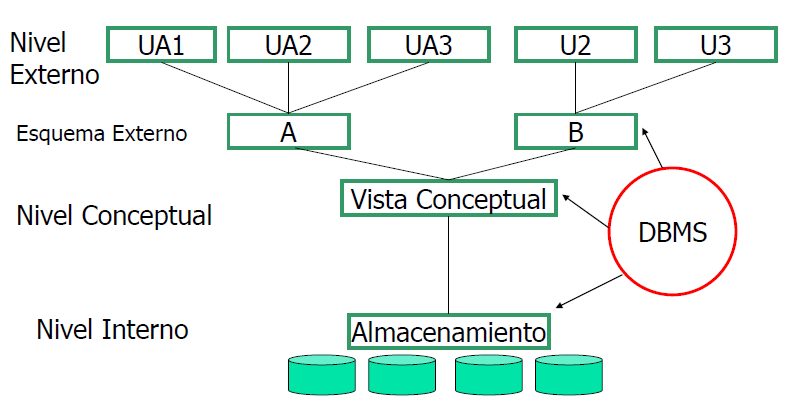 Nivel
Externo
UA1
UA2
UA3
U2
U3
Esquema Externo
A
B
Nivel Conceptual
Vista Conceptual
DBMS
Nivel Interno
Almacenamiento